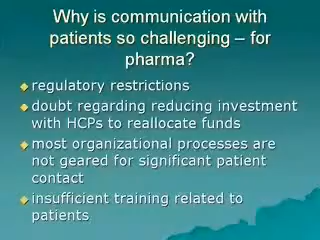 Why is communication with
patients so challenging – for
pharma?
regulatory restrictions
doubt regarding reducing investment
with HCPs to reallocate funds
most organizational processes are
not geared for significant patient
contact
insufficient training related to
patients